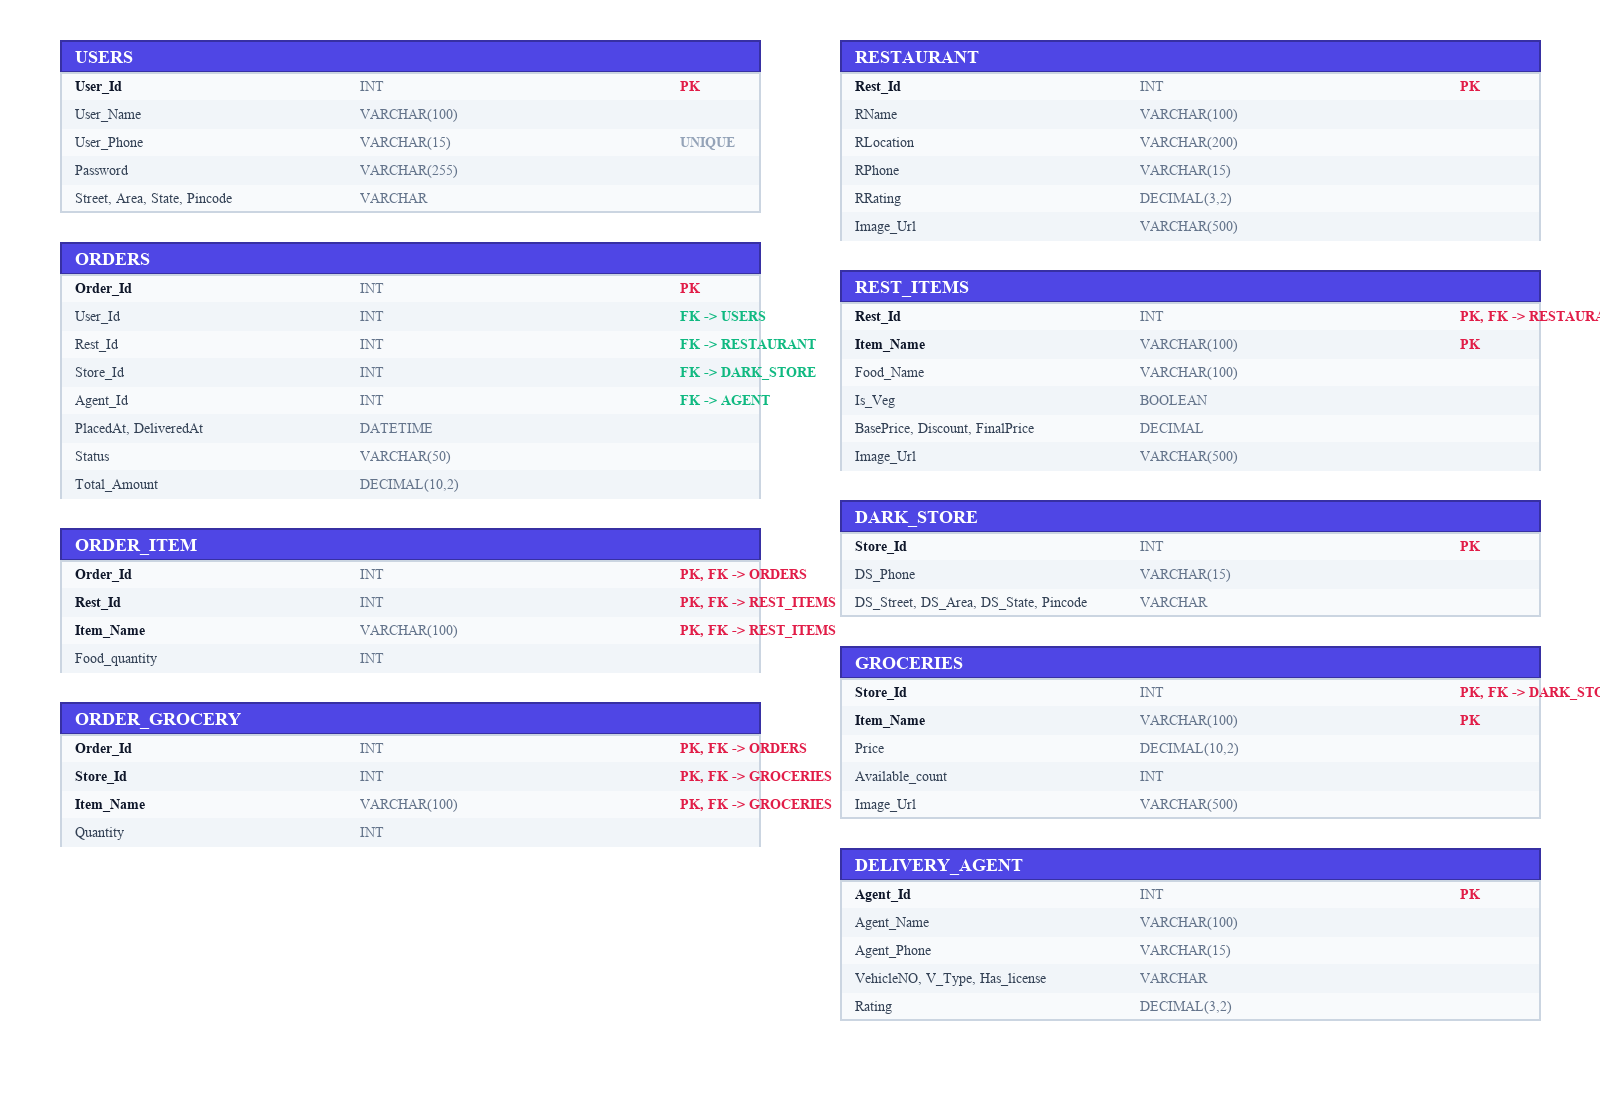 USERS
User_Id INT PK
User_Name VARCHAR(100)
User_Phone VARCHAR(15) UNIQUE
Password VARCHAR(255)
Street, Area, State, Pincode VARCHAR
ORDERS
Order_Id INT PK
User_Id INT FK -> USERS
Rest_Id INT FK -> RESTAURANT
Store_Id INT FK -> DARK_STORE
Agent_Id INT FK -> AGENT
PlacedAt, DeliveredAt DATETIME
Status VARCHAR(50)
Total_Amount DECIMAL(10,2)
ORDER_ITEM
Order_Id INT PK, FK -> ORDERS
Rest_Id INT PK, FK -> REST_ITEMS
Item_Name VARCHAR(100) PK, FK -> REST_ITEMS
Food_quantity INT
ORDER_GROCERY
Order_Id INT PK, FK -> ORDERS
Store_Id INT PK, FK -> GROCERIES
Item_Name VARCHAR(100) PK, FK -> GROCERIES
Quantity INT
RESTAURANT
Rest_Id INT PK
RName VARCHAR(100)
RLocation VARCHAR(200)
RPhone VARCHAR(15)
RRating DECIMAL(3,2)
Image_Url VARCHAR(500)
REST_ITEMS
Rest_Id INT PK, FK -> RESTAURA
Item_Name VARCHAR(100) PK
Food_Name VARCHAR(100)
Is_Veg BOOLEAN
BasePrice, Discount, FinalPrice DECIMAL
Image_Url VARCHAR(500)
DARK_STORE
Store_Id INT PK
DS_Phone VARCHAR(15)
DS_Street, DS_Area, DS_State, Pincode VARCHAR
GROCERIES
Store_Id INT PK, FK -> DARK_STO
Item_Name VARCHAR(100) PK
Price DECIMAL(10,2)
Available_count INT
Image_Url VARCHAR(500)
DELIVERY_AGENT
Agent_Id INT PK
Agent_Name VARCHAR(100)
Agent_Phone VARCHAR(15)
VehicleNO, V_Type, Has_license VARCHAR
Rating DECIMAL(3,2)